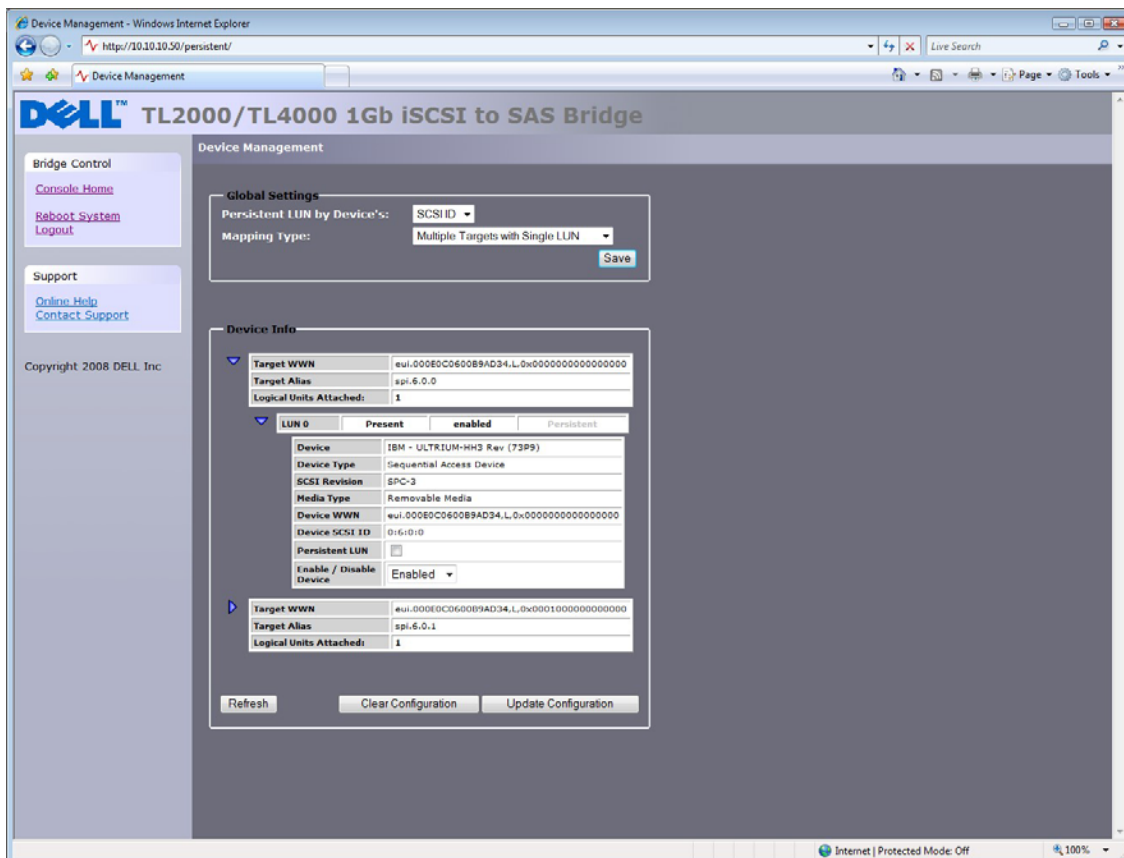 Device Management - Windows Internet Explorer
http://10.10.10.50/persistent/
Live Search
Device Management
Page
Tools
DELL™ TL2000/TL4000 1Gb iSCSI to SAS Bridge
Device Management
Bridge Control
Console Home
Reboot System
Logout
Support
Online Help
Contact Support
Copyright 2008 DELL Inc
Global Settings
Persistent LUN by Device's: SCSI ID
Mapping Type: Multiple Targets with Single LUN
Save
Device Info
Target WWN eui.000E0C0600B9AD34,L,0x0000000000000000
Target Alias spi.6.0.0
Logical Units Attached: 1
LUN 0 Present enabled Persistent
Device IBM - ULTRIUM-HH3 Rev (73P9)
Device Type Sequential Access Device
SCSI Revision SPC-3
Media Type Removable Media
Device WWN eui.000E0C0600B9AD34,L,0x0000000000000000
Device SCSI ID 0:6:0:0
Persistent LUN
Enable / Disable Device Enabled
Target WWN eui.000E0C0600B9AD34,L,0x0001000000000000
Target Alias spi.6.0.1
Logical Units Attached: 1
Refresh Clear Configuration Update Configuration
Internet | Protected Mode: Off
100%